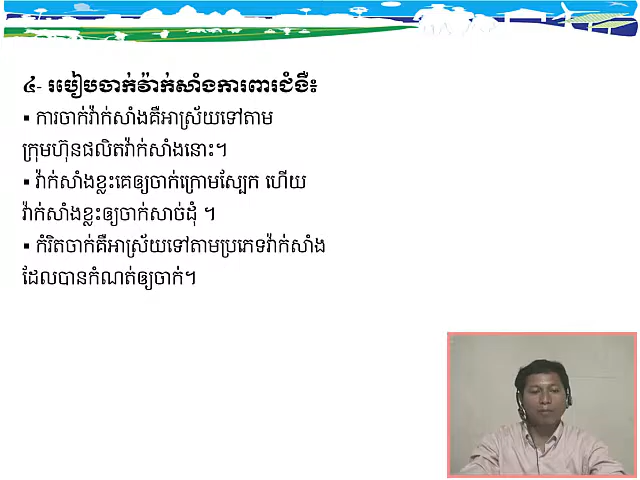 ៤- របៀបចាក់វ៉ាក់សាំងការពារជំងឺ៖
▪ ការចាក់វ៉ាក់សាំងគឺអាស្រ័យទៅតាម
ក្រុមហ៊ុនផលិតវ៉ាក់សាំងនោះ។
▪ វ៉ាក់សាំងខ្លះគេឲ្យចាក់ក្រោមស្បែក ហើយ
វ៉ាក់សាំងខ្លះឲ្យចាក់សាច់ដុំ ។
▪ កំរិតចាក់គឺអាស្រ័យទៅតាមប្រភេទវ៉ាក់សាំង
ដែលបានកំណត់ឲ្យចាក់។